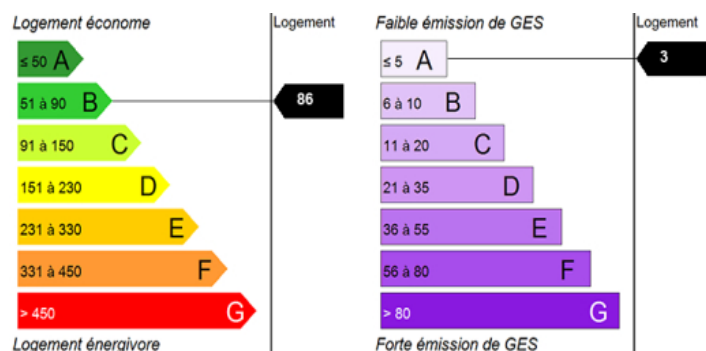 Logement économe
Logement
≤ 50 A
51 à 90 B
86
91 à 150 C
151 à 230 D
231 à 330 E
331 à 450 F
> 450 G
Logement énergivore
Faible émission de GES
Logement
≤ 5 A
3
6 à 10 B
11 à 20 C
21 à 35 D
36 à 55 E
56 à 80 F
> 80 G
Forte émission de GES